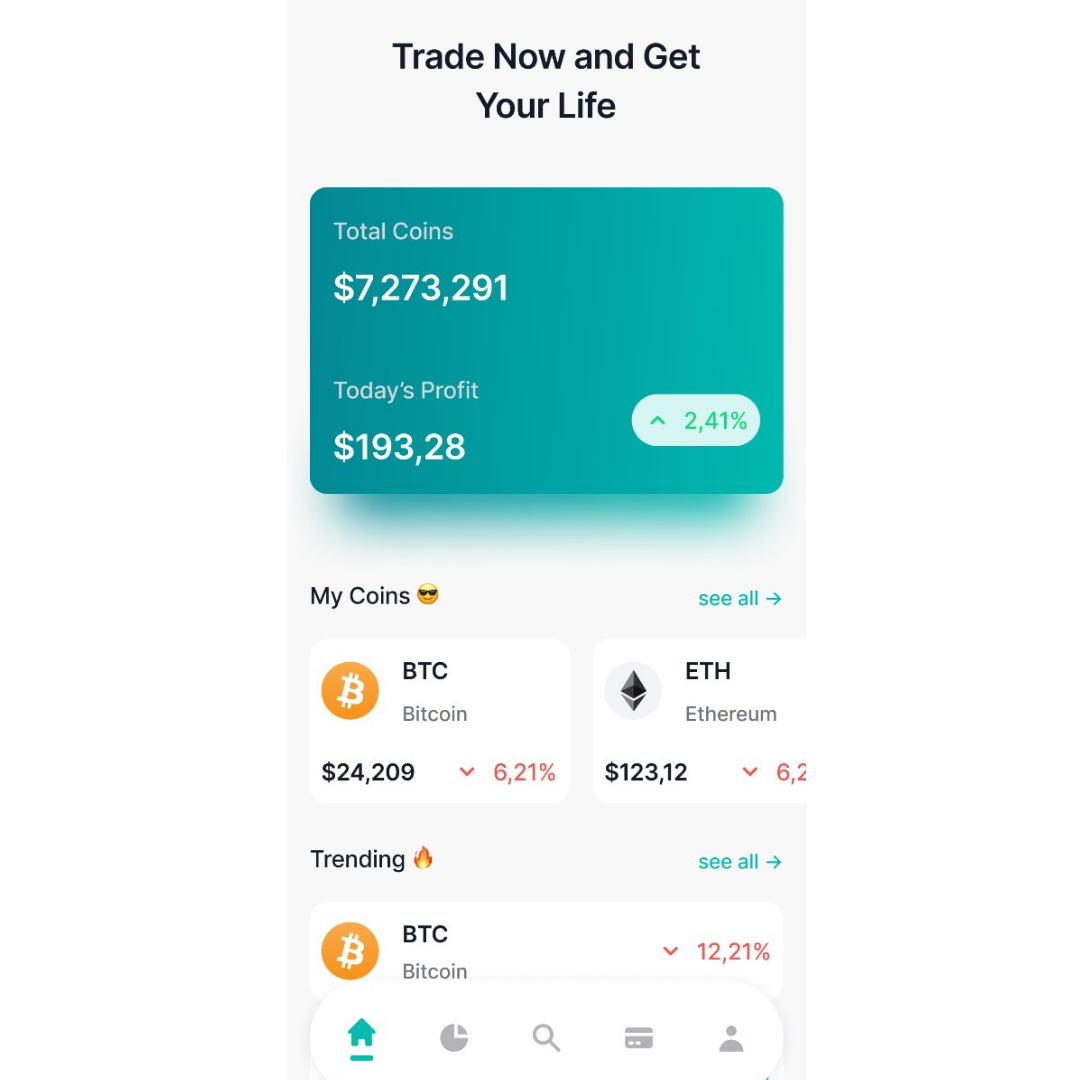 Trade Now and Get
Your Life
Total Coins
$7,273,291
Today’s Profit
$193,28
2,41%
My Coins 😎
see all →
BTC
Bitcoin
$24,209
6,21%
ETH
Ethereum
$123,12
6,2
Trending 🔥
see all →
BTC
Bitcoin
12,21%